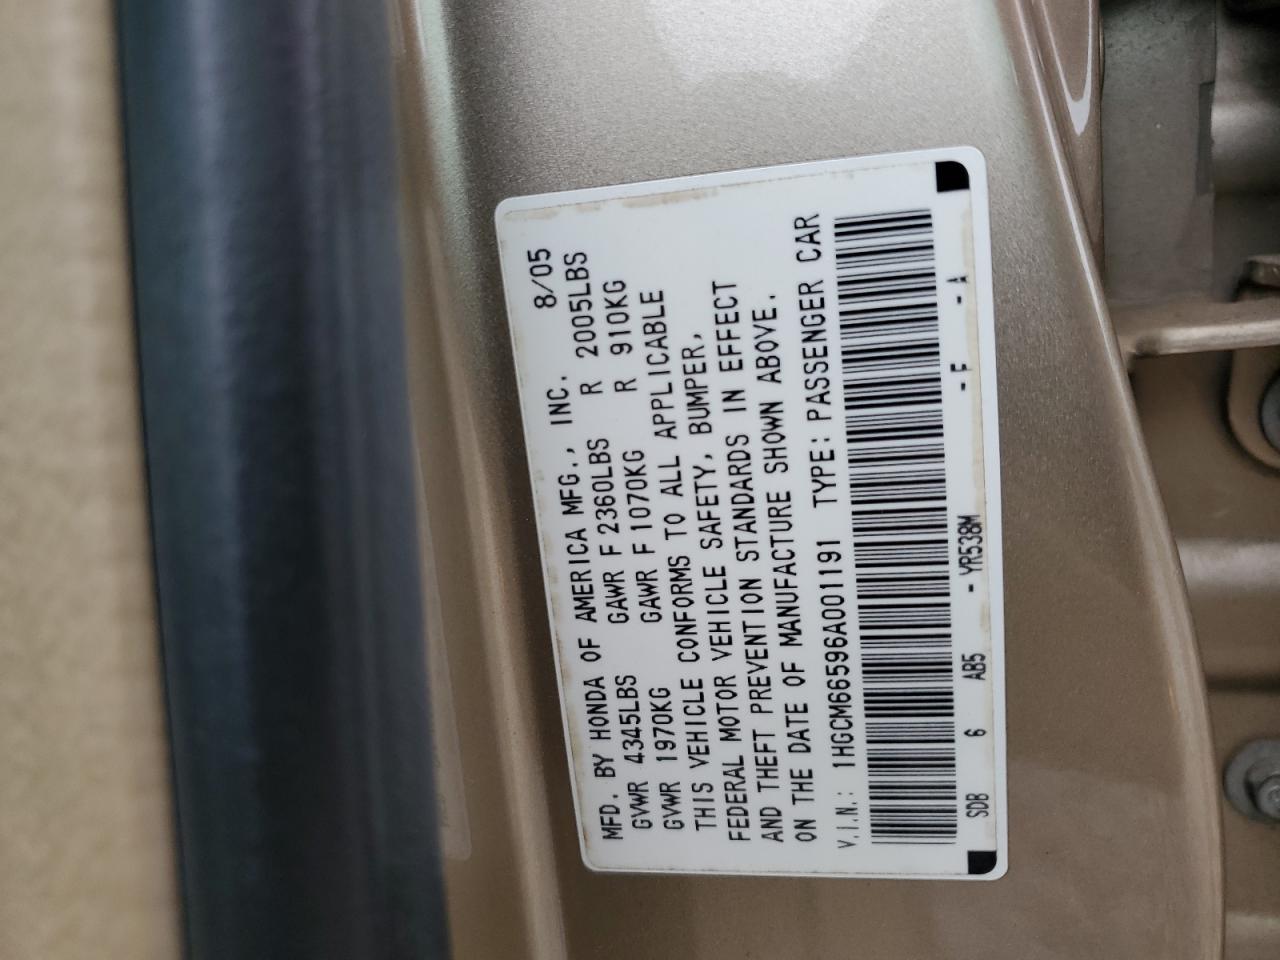 MFD. BY HONDA OF AMERICA MFG., INC. 8/05
GVWR 4345LBS GAWR F 2360LBS R 2005LBS
GVWR 1970KG GAWR F 1070KG R 910KG
THIS VEHICLE CONFORMS TO ALL APPLICABLE
FEDERAL MOTOR VEHICLE SAFETY, BUMPER,
AND THEFT PREVENTION STANDARDS IN EFFECT
ON THE DATE OF MANUFACTURE SHOWN ABOVE.
V.I.N.: 1HGCM66596A001191 TYPE: PASSENGER CAR
SDB 6 AB5 - YR538M - F - A